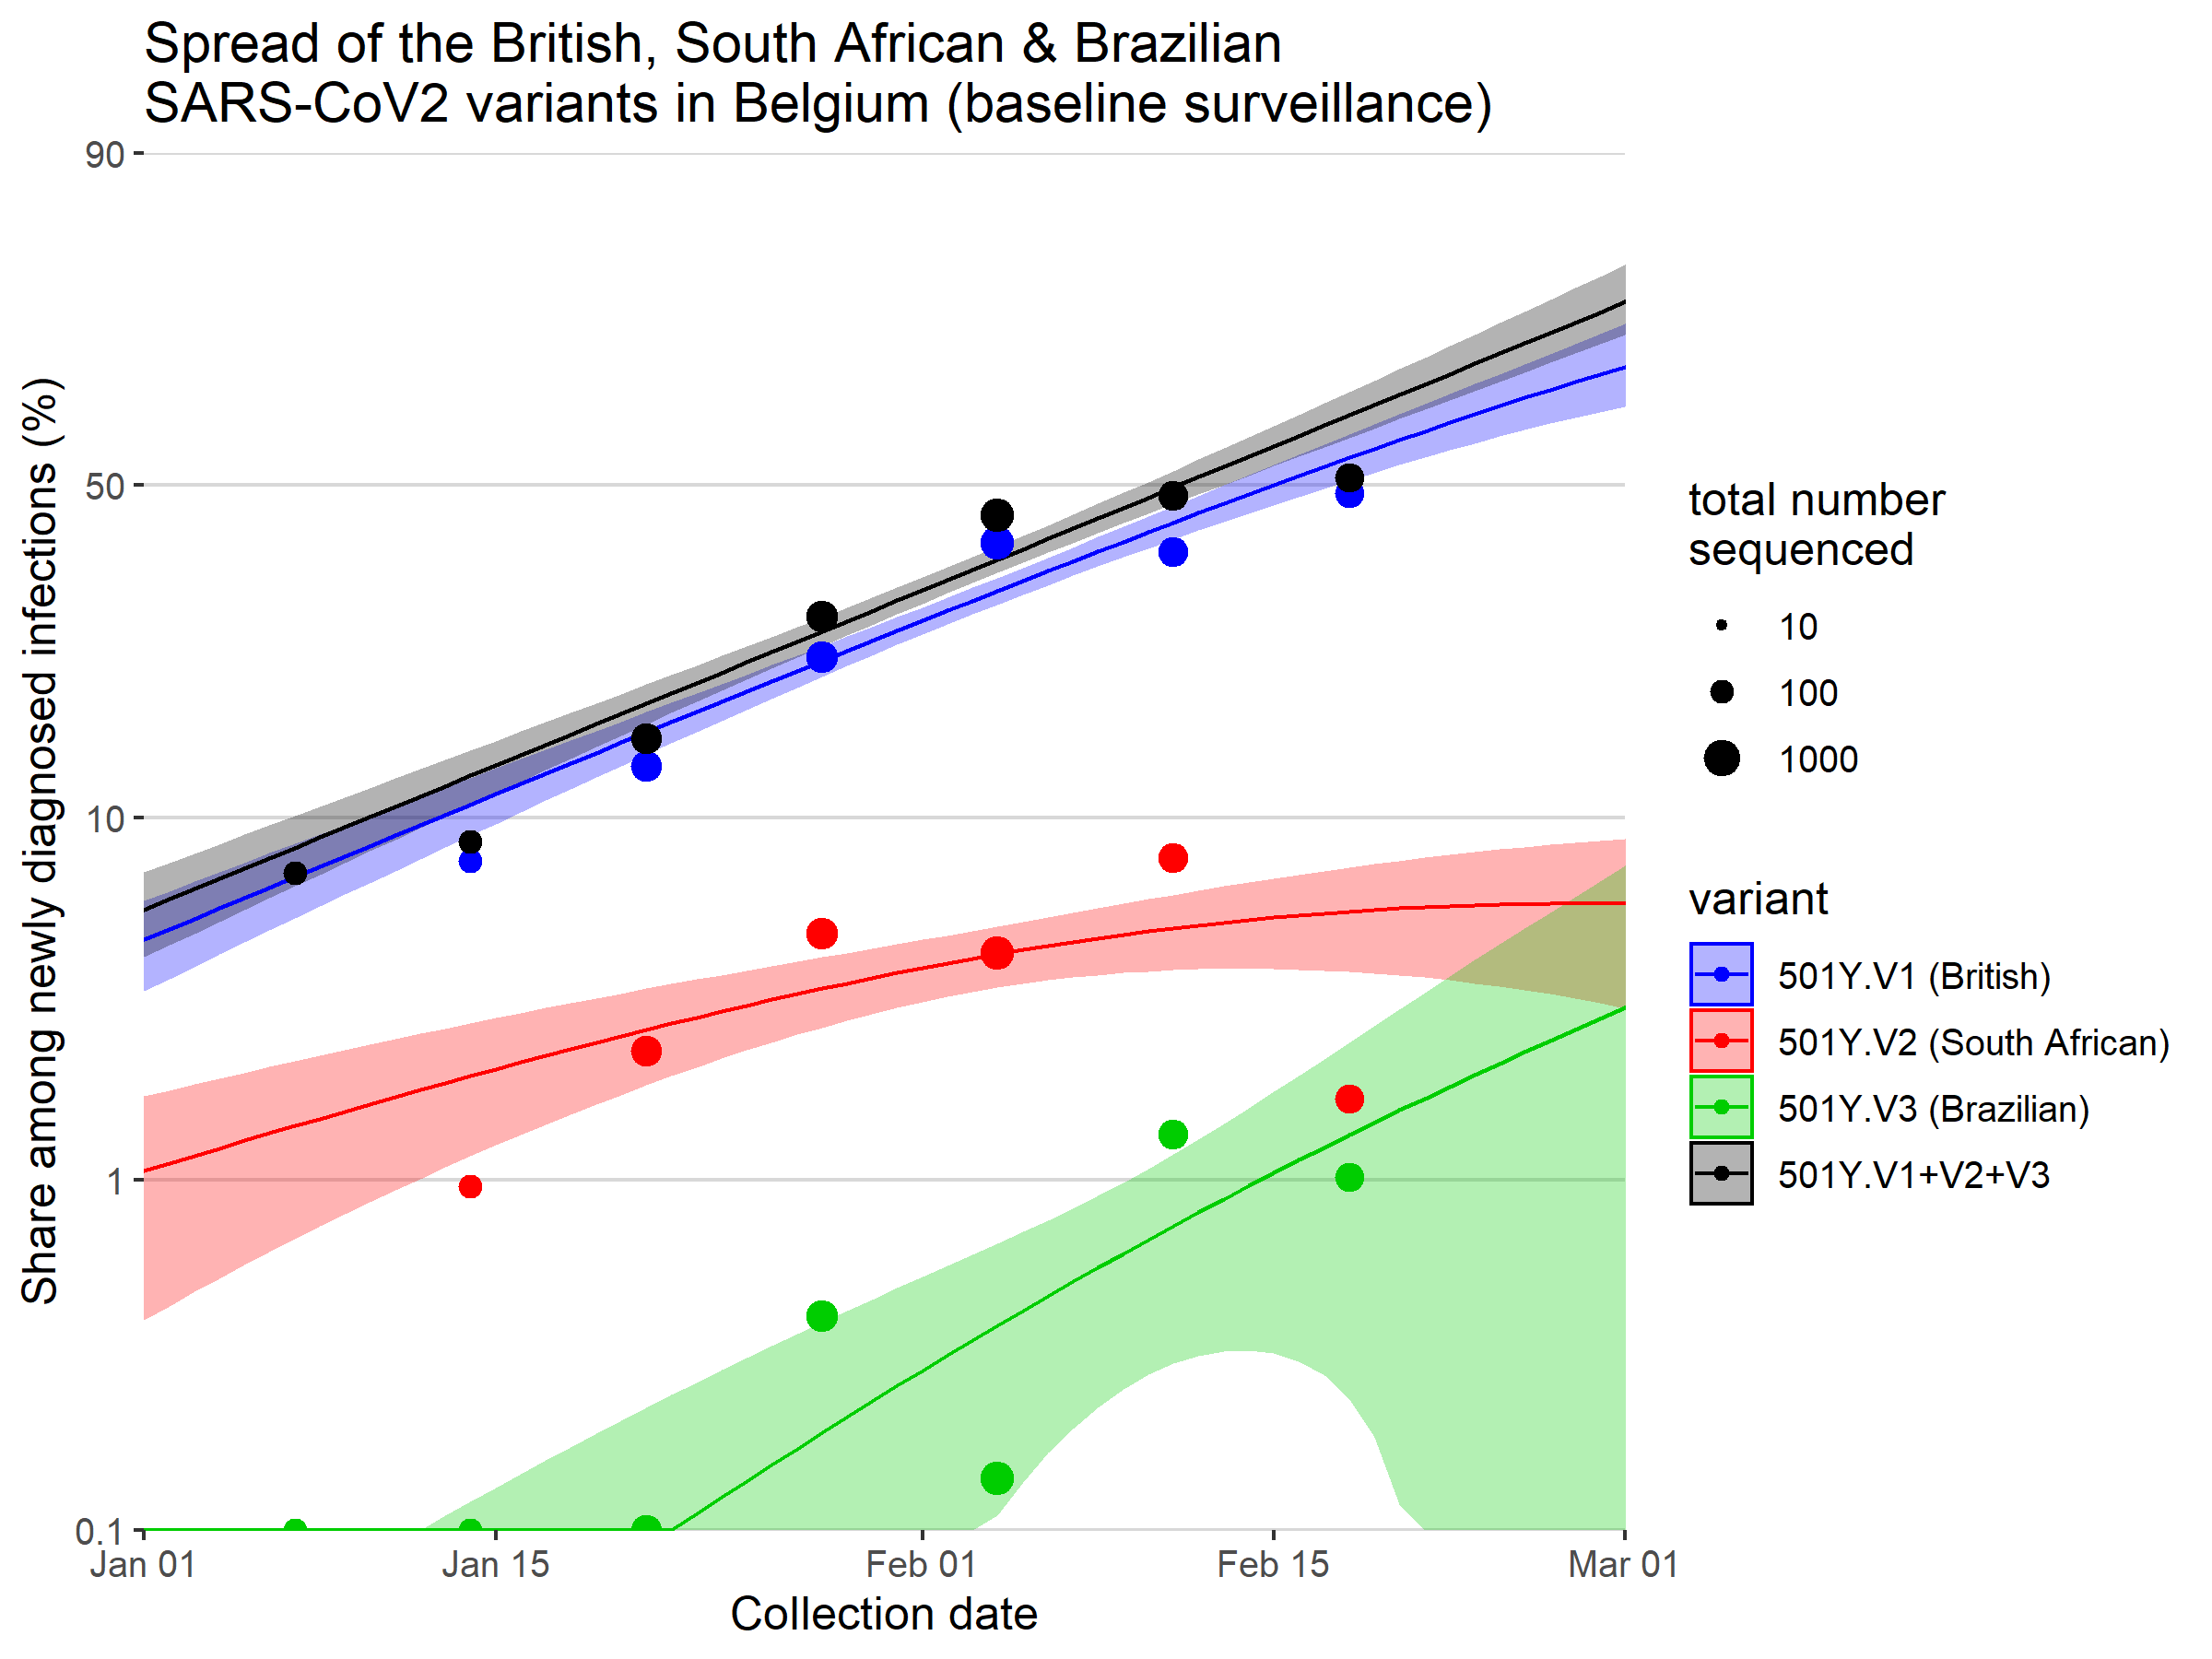 Spread of the British, South African & Brazilian
SARS-CoV2 variants in Belgium (baseline surveillance)
90
50
10
1
0.1
Share among newly diagnosed infections (%)
Jan 01
Jan 15
Feb 01
Feb 15
Mar 01
Collection date
total number
sequenced
10
100
1000
variant
501Y.V1 (British)
501Y.V2 (South African)
501Y.V3 (Brazilian)
501Y.V1+V2+V3